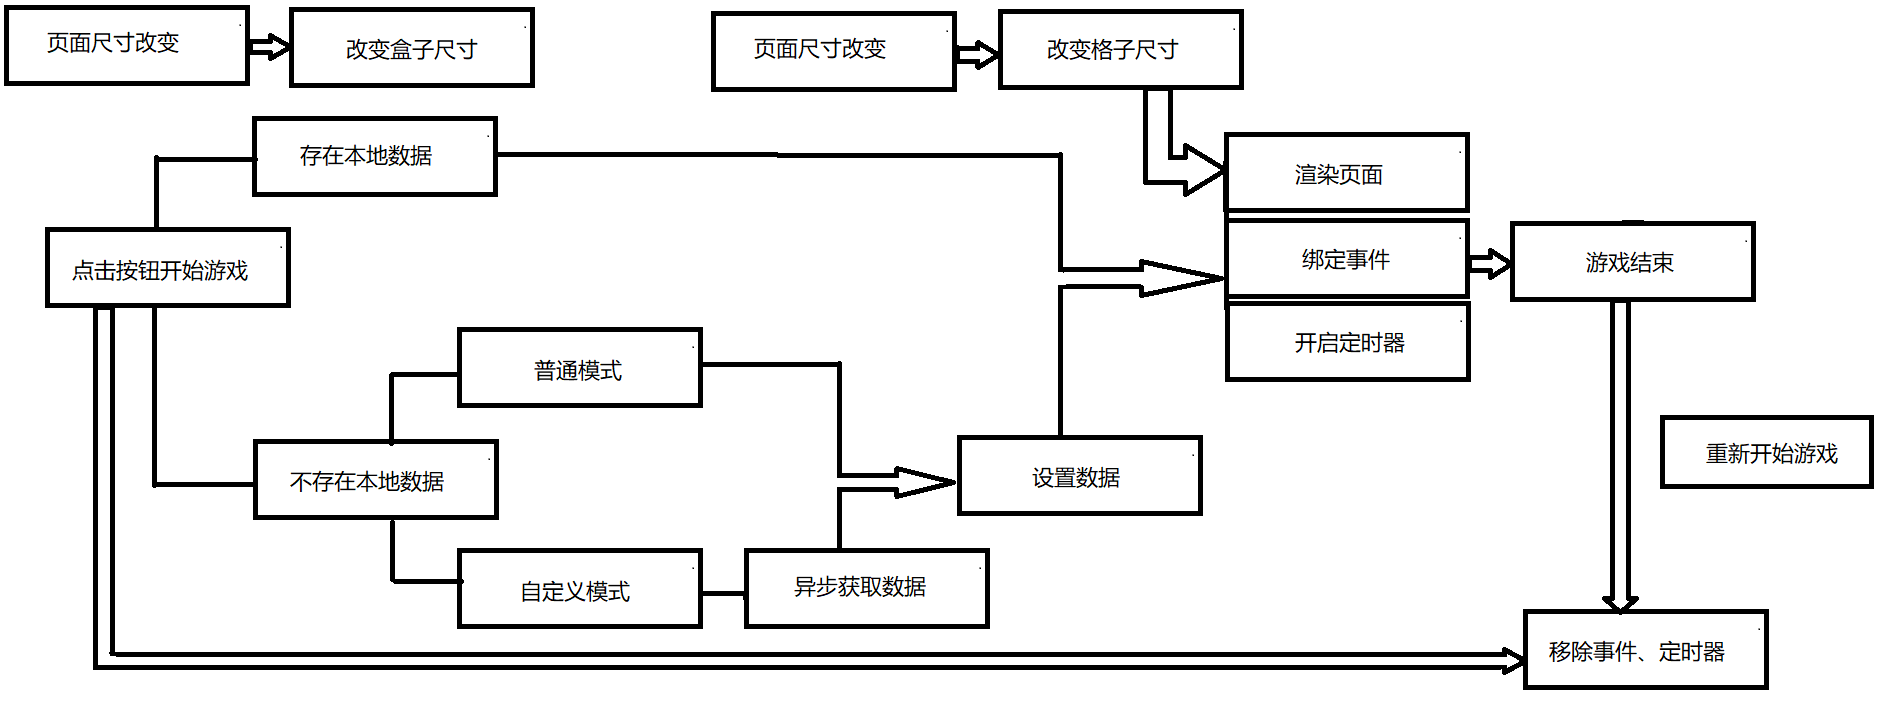 页面尺寸改变
改变盒子尺寸
页面尺寸改变
改变格子尺寸
存在本地数据
渲染页面
点击按钮开始游戏
绑定事件
游戏结束
开启定时器
普通模式
重新开始游戏
不存在本地数据
设置数据
自定义模式
异步获取数据
移除事件、定时器